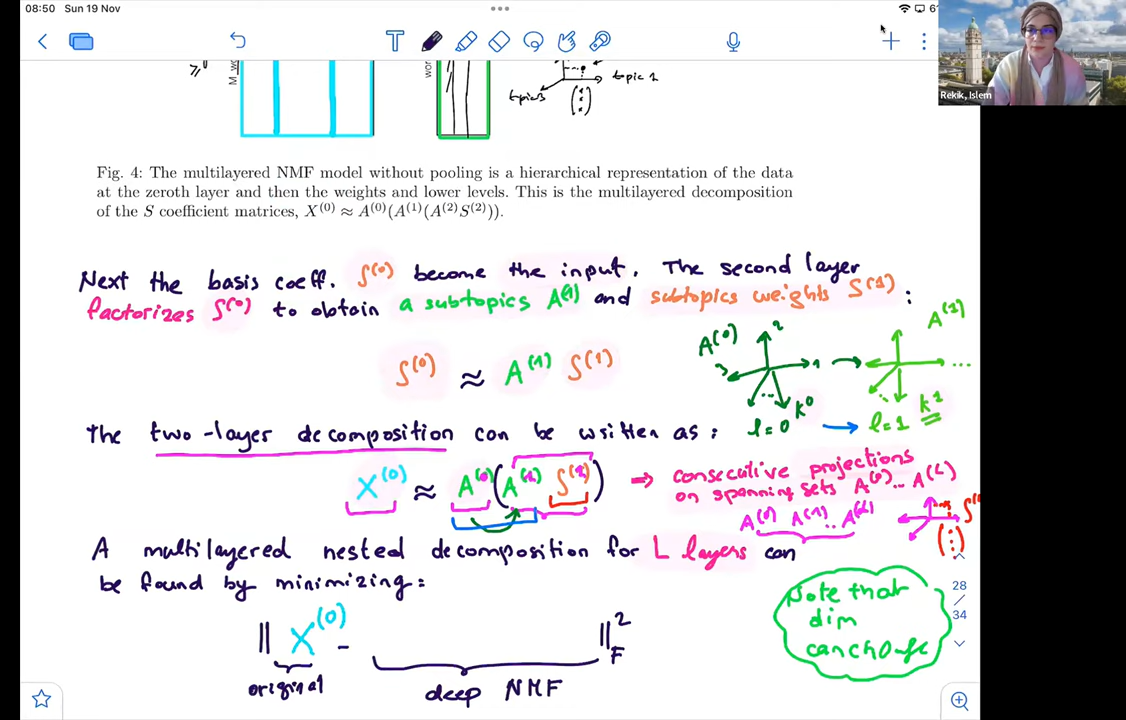 08:50 Sun 19 Nov
Rekik, Islem
topic 1
topic 3
Fig. 4: The multilayered NMF model without pooling is a hierarchical representation of the data
at the zeroth layer and then the weights and lower levels. This is the multilayered decomposition
of the S coefficient matrices, X^(0) ≈ A^(0)(A^(1)(A^(2)S^(2))).
Next the basis coeff. S^(0) become the input. The second layer
factorizes S^(0) to obtain a subtopics A^(1) and subtopics weights S^(1) :
S^(0) ≈ A^(1) S^(1)
A^(0) 2 1 3 ... k^0
A^(1) ... k^1
l=0 → l=1
the two-layer decomposition can be written as:
X^(0) ≈ A^(0)(A^(1) S^(1)) → consecutive projections
on spanning sets A^(0)... A^(L)
A^(0) A^(1) .. A^(L)
A multilayered nested decomposition for L layers can
be found by minimizing:
|| X^(0) - ||^2_F
original
deep NMF
Note that
dim
can change
28
/
34